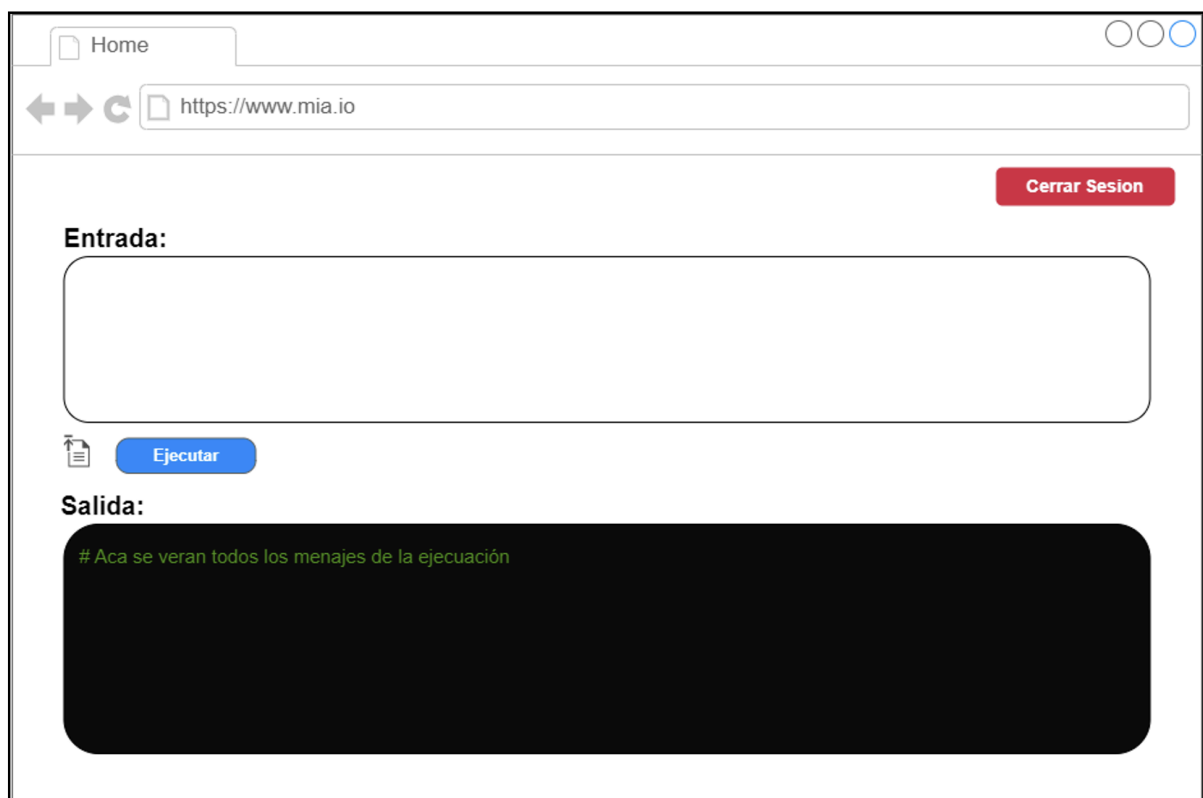 Home
https://www.mia.io
Cerrar Sesion
Entrada:
Ejecutar
Salida:
# Aca se veran todos los menajes de la ejecuación